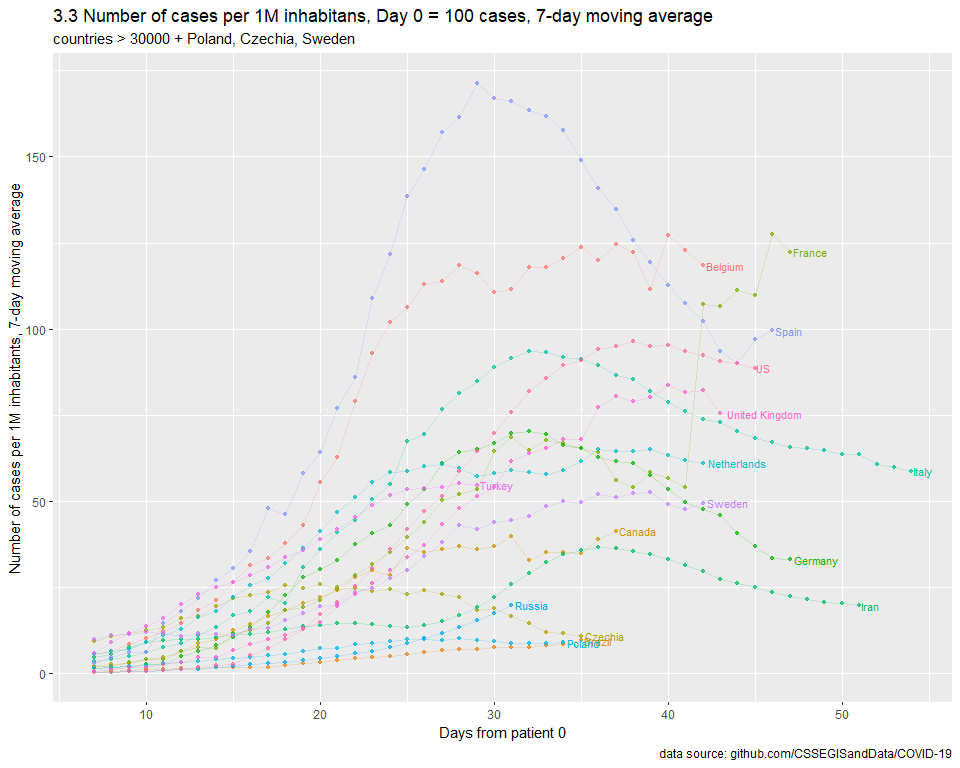 3.3 Number of cases per 1M inhabitans, Day 0 = 100 cases, 7-day moving average
countries > 30000 + Poland, Czechia, Sweden
Number of cases per 1M inhabitants, 7-day moving average
150
France
Belgium
100
Spain
US
United Kingdom
Netherlands
Italy
Turkey
50
Sweden
Canada
Germany
Russia
Iran
Czechia
Brazil
Poland
0
10 20 30 40 50
Days from patient 0
data source: github.com/CSSEGISandData/COVID-19